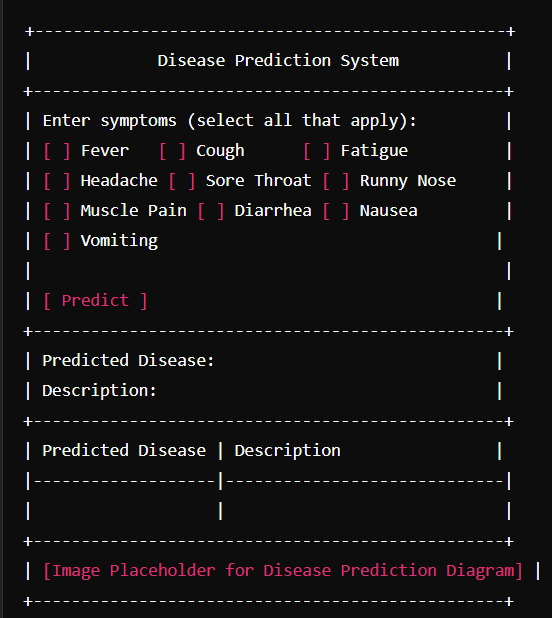 +-------------------------------------------------+
|             Disease Prediction System           |
+-------------------------------------------------+
| Enter symptoms (select all that apply):         |
| [ ] Fever   [ ] Cough      [ ] Fatigue          |
| [ ] Headache [ ] Sore Throat [ ] Runny Nose     |
| [ ] Muscle Pain [ ] Diarrhea [ ] Nausea         |
| [ ] Vomiting                                   |
|                                                 |
| [ Predict ]                                    |
+-------------------------------------------------+
| Predicted Disease:                             |
| Description:                                   |
+-------------------------------------------------+
| Predicted Disease | Description                |
|-------------------|-----------------------------|
|                   |                             |
+-------------------------------------------------+
| [Image Placeholder for Disease Prediction Diagram] |
+-------------------------------------------------+